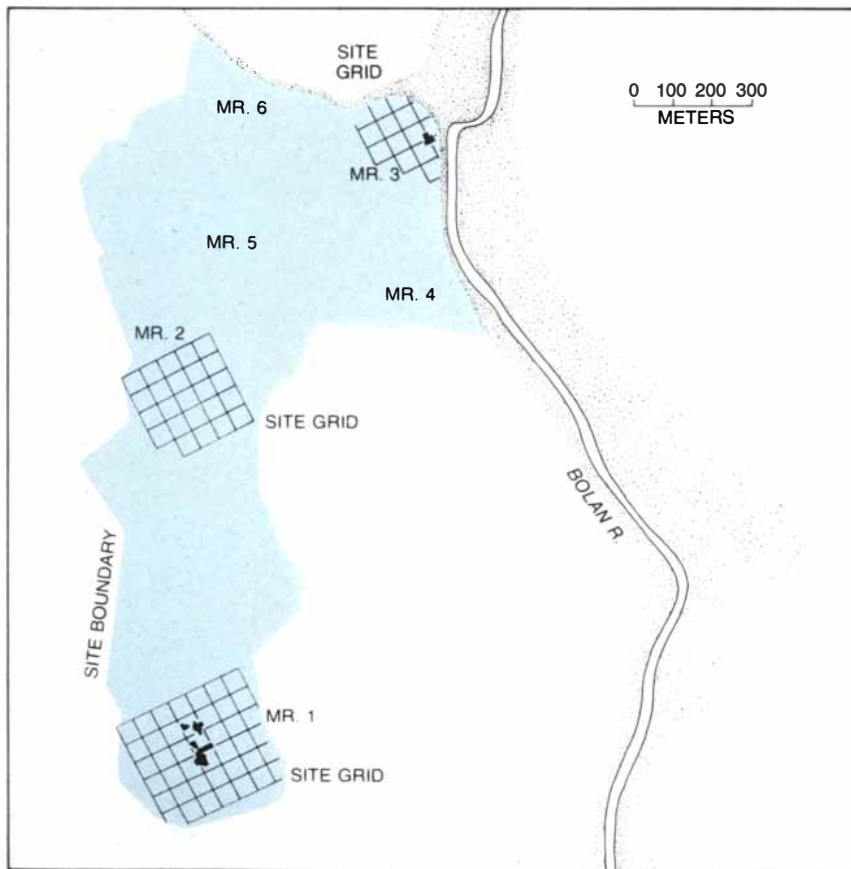 SITE
GRID
0 100 200 300
METERS
MR. 6
MR. 3
MR. 5
MR. 4
MR. 2
SITE GRID
BOLAN R.
SITE BOUNDARY
MR. 1
SITE GRID